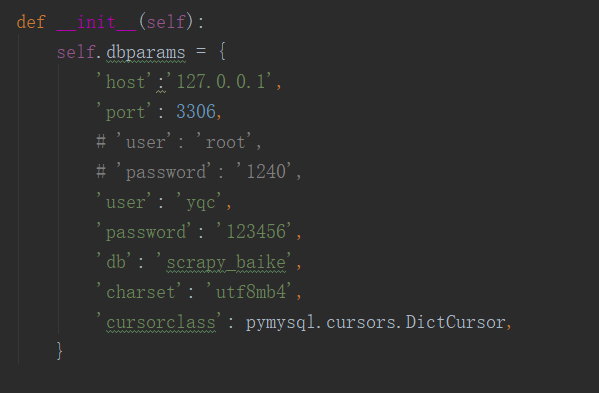 def __init__(self):
    self.dbparams = {
        'host':'127.0.0.1',
        'port': 3306,
        # 'user': 'root',
        # 'password': '1240',
        'user': 'yqc',
        'password': '123456',
        'db': 'scrapy_baike',
        'charset': 'utf8mb4',
        'cursorclass': pymysql.cursors.DictCursor,
    }